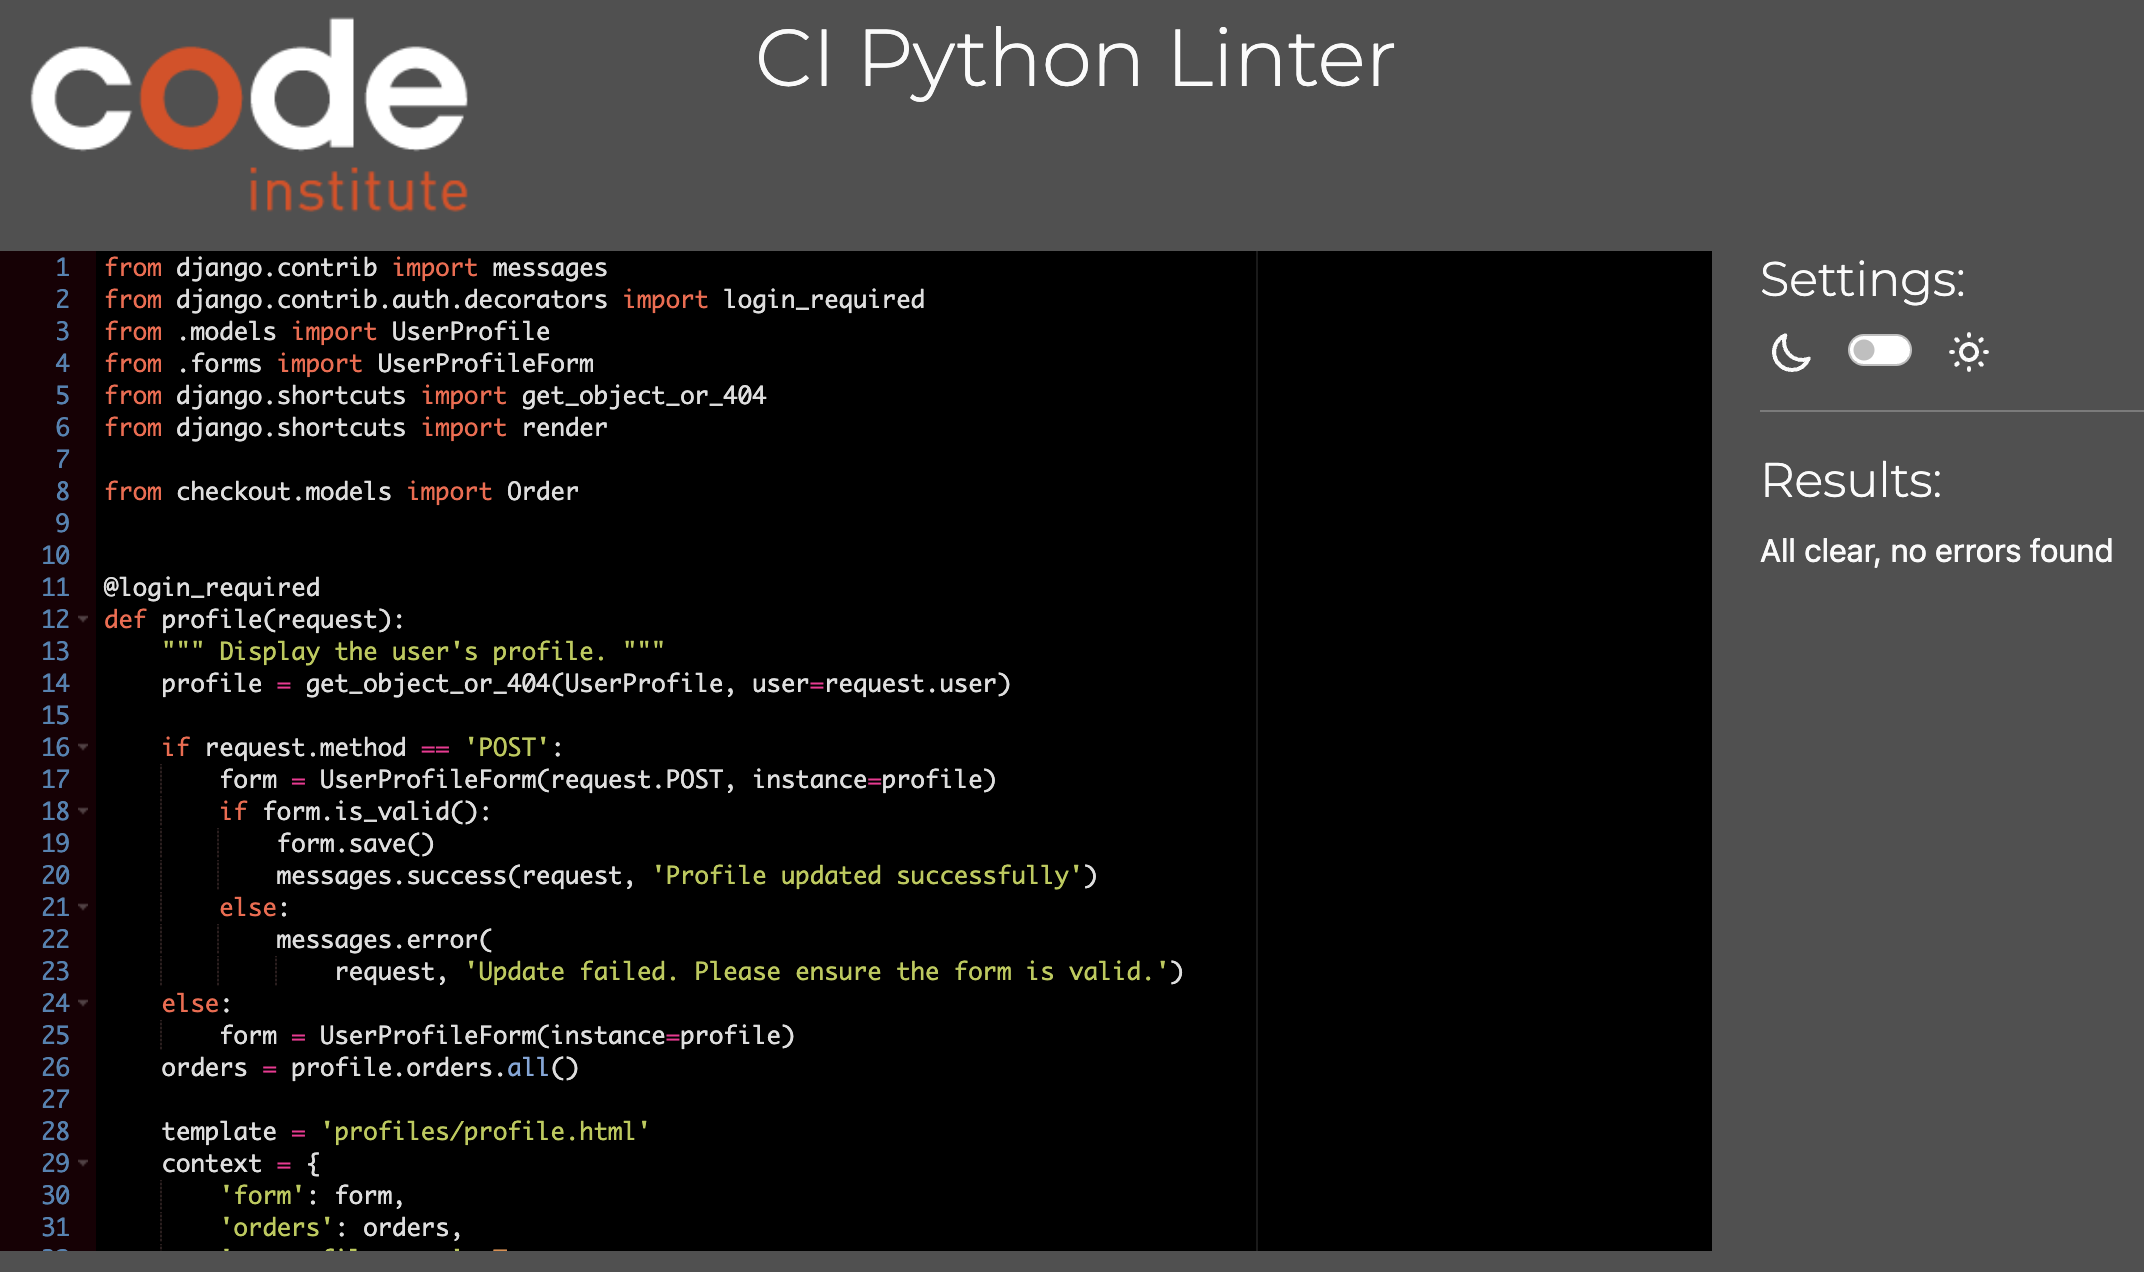 code
institute
CI Python Linter
1 from django.contrib import messages
2 from django.contrib.auth.decorators import login_required
3 from .models import UserProfile
4 from .forms import UserProfileForm
5 from django.shortcuts import get_object_or_404
6 from django.shortcuts import render
7
8 from checkout.models import Order
9
10
11 @login_required
12 def profile(request):
13     """ Display the user's profile. """
14     profile = get_object_or_404(UserProfile, user=request.user)
15
16     if request.method == 'POST':
17         form = UserProfileForm(request.POST, instance=profile)
18         if form.is_valid():
19             form.save()
20             messages.success(request, 'Profile updated successfully')
21         else:
22             messages.error(
23                 request, 'Update failed. Please ensure the form is valid.')
24     else:
25         form = UserProfileForm(instance=profile)
26     orders = profile.orders.all()
27
28     template = 'profiles/profile.html'
29     context = {
30         'form': form,
31         'orders': orders,
Settings:
Results:
All clear, no errors found